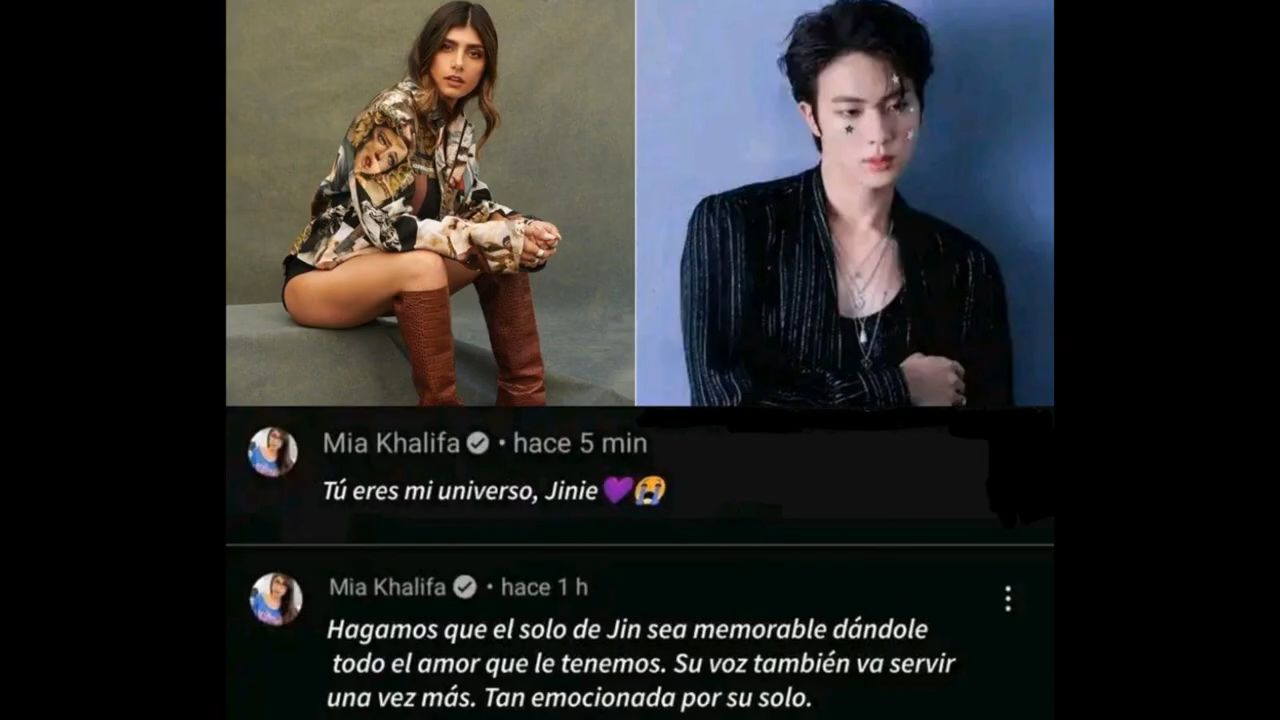 Mia Khalifa • hace 5 min
Tú eres mi universo, Jinie 💜😭
Mia Khalifa • hace 1 h
Hagamos que el solo de Jin sea memorable dándole
todo el amor que le tenemos. Su voz también va servir
una vez más. Tan emocionada por su solo.